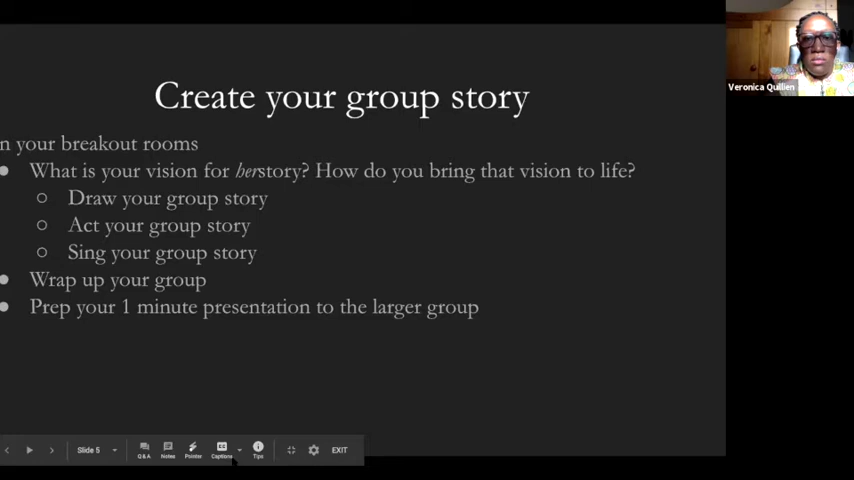 Create your group story
n your breakout rooms
● What is your vision for herstory? How do you bring that vision to life?
○ Draw your group story
○ Act your group story
○ Sing your group story
● Wrap up your group
● Prep your 1 minute presentation to the larger group
Veronica Quillen
Slide 5
Q&A Notes Pointer Captions Tips EXIT